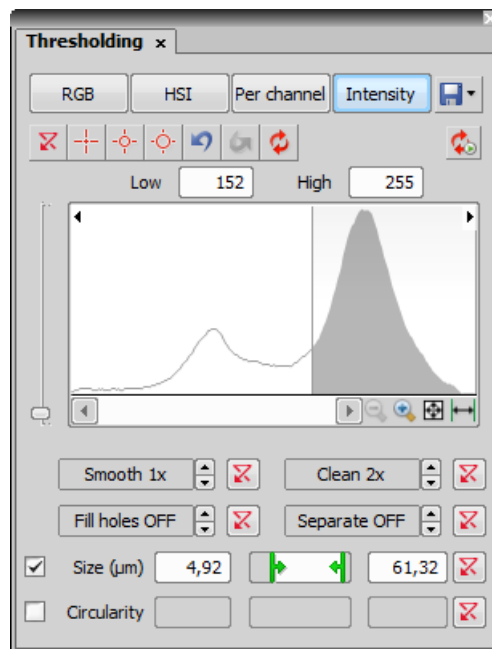 Thresholding x
RGB HSI Per channel Intensity
Low 152 High 255
Smooth 1x Clean 2x
Fill holes OFF Separate OFF
Size (µm) 4,92 61,32
Circularity